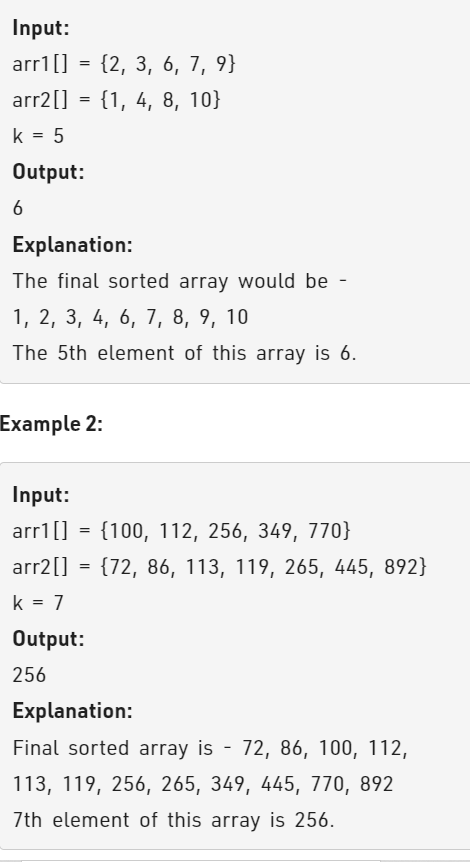 Input:
arr1[] = {2, 3, 6, 7, 9}
arr2[] = {1, 4, 8, 10}
k = 5
Output:
6
Explanation:
The final sorted array would be -
1, 2, 3, 4, 6, 7, 8, 9, 10
The 5th element of this array is 6.
Example 2:
Input:
arr1[] = {100, 112, 256, 349, 770}
arr2[] = {72, 86, 113, 119, 265, 445, 892}
k = 7
Output:
256
Explanation:
Final sorted array is - 72, 86, 100, 112,
113, 119, 256, 265, 349, 445, 770, 892
7th element of this array is 256.